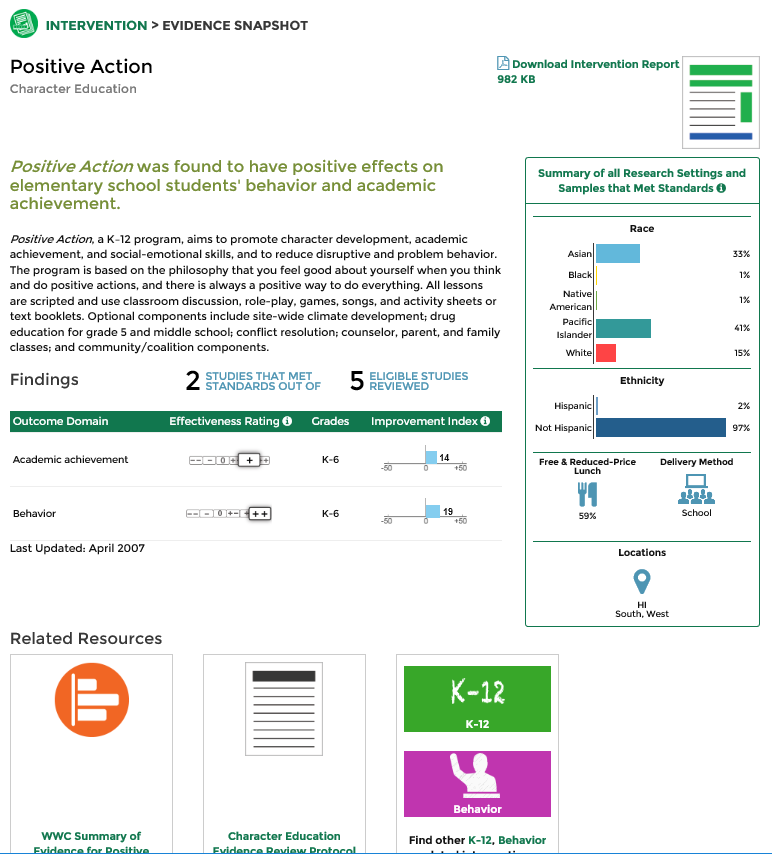 INTERVENTION > EVIDENCE SNAPSHOT
Positive Action
Character Education
Download Intervention Report
982 KB
Positive Action was found to have positive effects on
elementary school students' behavior and academic
achievement.
Positive Action, a K–12 program, aims to promote character development, academic
achievement, and social-emotional skills, and to reduce disruptive and problem behavior.
The program is based on the philosophy that you feel good about yourself when you think
and do positive actions, and there is always a positive way to do everything. All lessons
are scripted and use classroom discussion, role-play, games, songs, and activity sheets or
text booklets. Optional components include site-wide climate development; drug
education for grade 5 and middle school; conflict resolution; counselor, parent, and family
classes; and community/coalition components.
Findings
2 STUDIES THAT MET
STANDARDS OUT OF
5 ELIGIBLE STUDIES
REVIEWED
Outcome Domain Effectiveness Rating Grades Improvement Index
Academic achievement -- - 0 + + ++ K-6 14
-50 0 +50
Behavior -- - 0 +- + ++ K-6 19
-50 0 +50
Last Updated: April 2007
Summary of all Research Settings and
Samples that Met Standards
Race
Asian 33%
Black 1%
Native
American 1%
Pacific
Islander 41%
White 15%
Ethnicity
Hispanic 2%
Not Hispanic 97%
Free & Reduced-Price
Lunch
59%
Delivery Method
School
Locations
HI
South, West
Related Resources
WWC Summary of
Evidence for Positive
Character Education
Evidence Review Protocol
K-12
K-12
Behavior
Find other K-12, Behavior